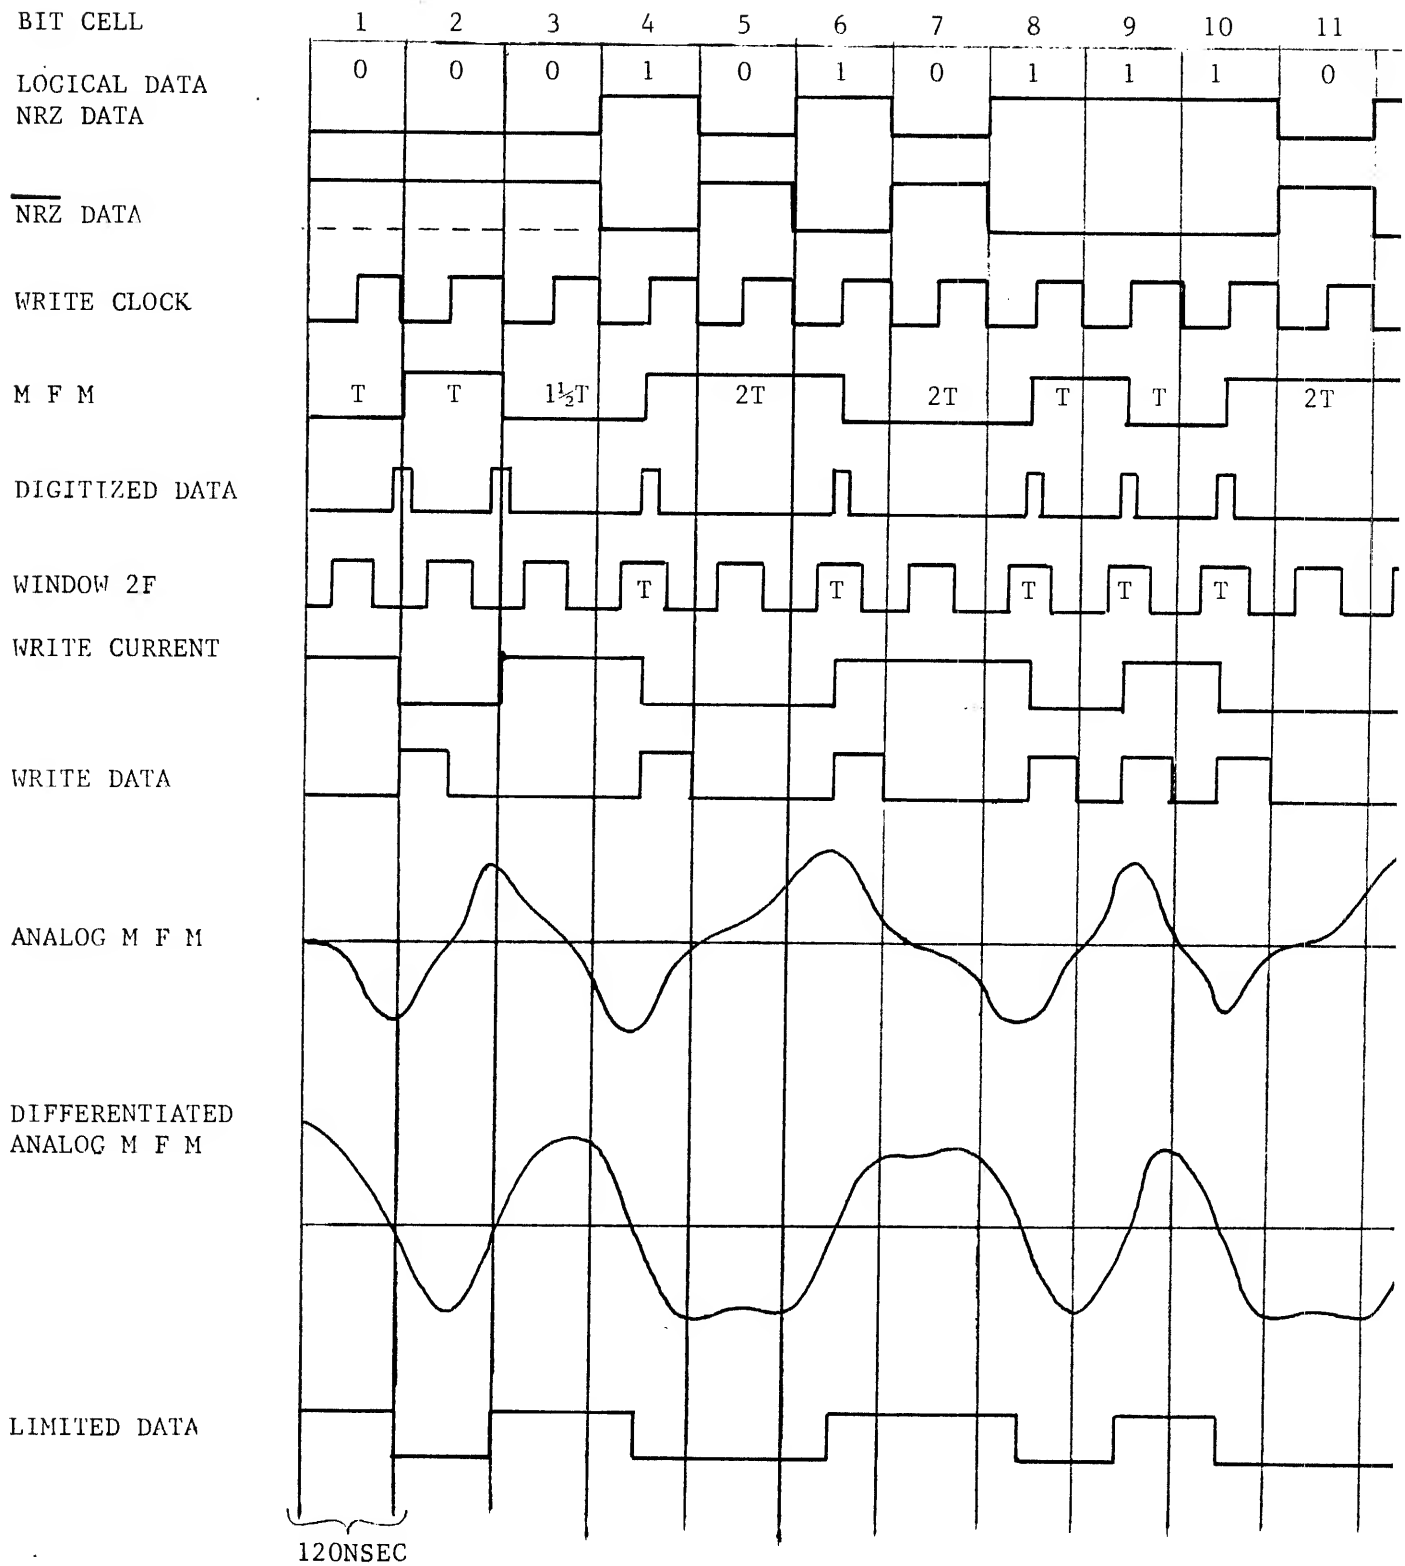 BIT CELL 1 2 3 4 5 6 7 8 9 10 11
LOGICAL DATA 0 0 0 1 0 1 0 1 1 1 0
NRZ DATA
NRZ DATA
WRITE CLOCK
M F M T T 1½T 2T 2T T T 2T
DIGITIZED DATA
WINDOW 2F T T T T T
WRITE CURRENT
WRITE DATA
ANALOG M F M
DIFFERENTIATED
ANALOG M F M
LIMITED DATA
120NSEC